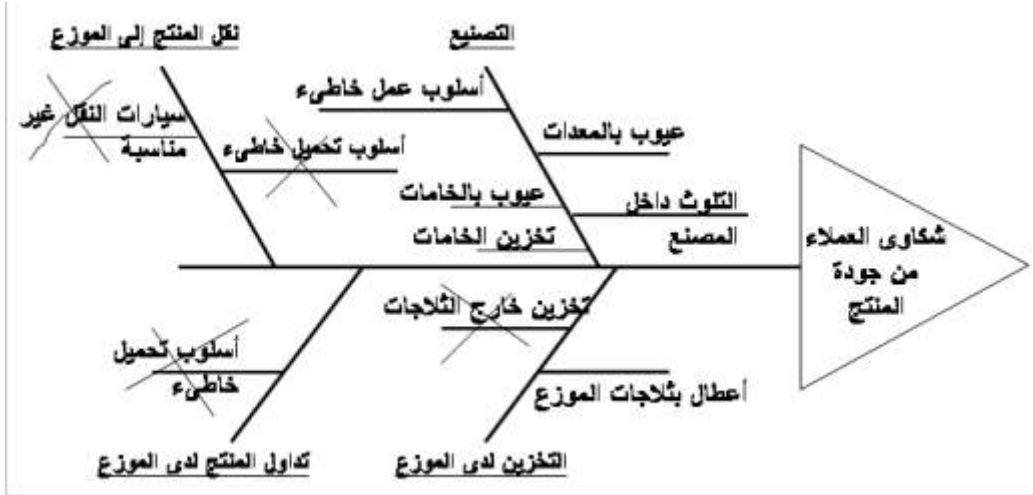 نقل المنتج إلى الموزع
التصنيع
أسلوب عمل خاطىء
سيارات النقل غير
مناسبة
عيوب بالمعدات
أسلوب تحميل خاطىء
عيوب بالخامات
التلوث داخل
المصنع
تخزين الخامات
شكاوى العملاء
من جودة
المنتج
تخزين خارج الثلاجات
أسلوب تحميل
خاطىء
أعطال بثلاجات الموزع
تداول المنتج لدى الموزع
التخزين لدى الموزع